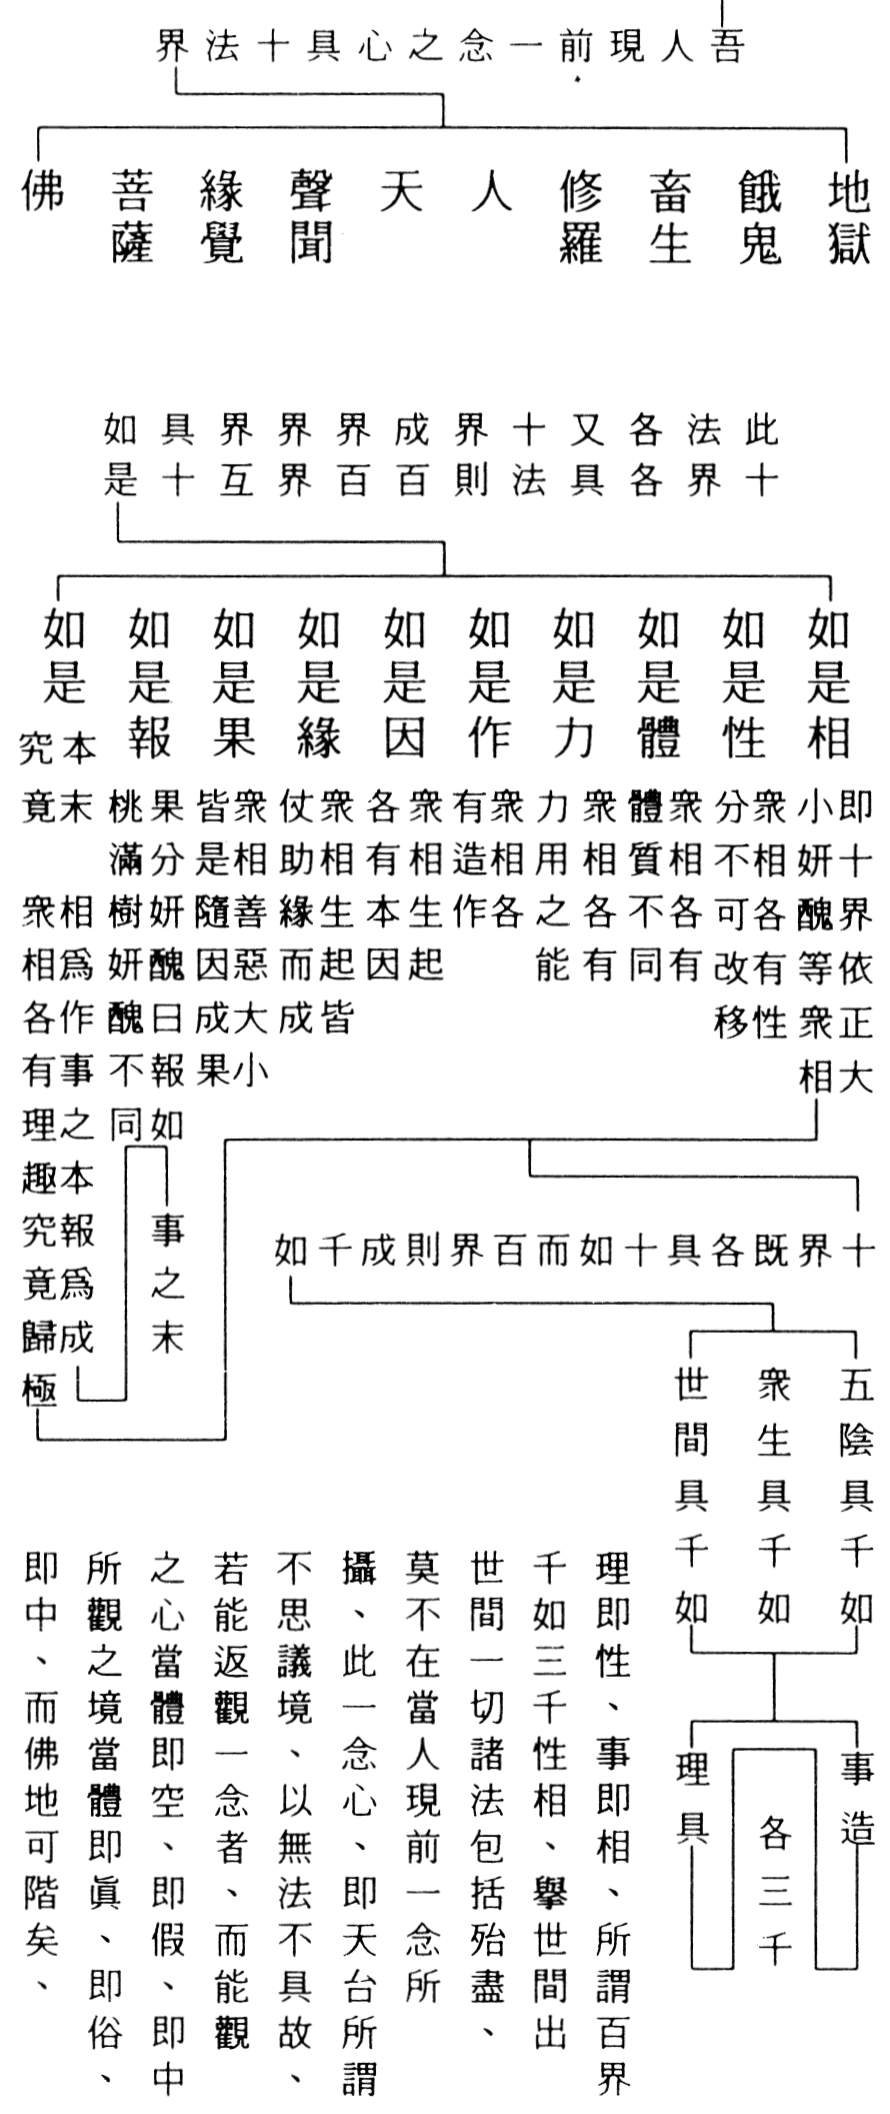 吾人現前一念之心具十法界
地獄
餓鬼
畜生
修羅
人
天
聲聞
緣覺
菩薩
佛
此十
法界
各各
又具
十法
界則
成百
界百
界界
界互
具十
如是
如是相
即十界依正大
小妍醜等衆相
如是性
衆相各有性
分不可改移
如是體
衆相各有
體質不同
如是力
衆相各有
力用之能
如是作
衆相各
有造作
如是因
衆相生起
各有本因
如是緣
衆相生起皆
仗助緣而成
如是果
衆相善惡大小
皆是隨因成果
如是報
果分妍醜曰報如
桃滿樹妍醜不同
事之末
如是
本末
究竟
相爲作事之本報爲成
衆相各有理趣究竟歸極
十界既各具十如而百界則成千如
五陰具千如
衆生具千如
世間具千如
事造
各三千
理具
理即性、事即相、所謂百界
千如三千性相、擧世間出
世間一切諸法包括殆盡、
莫不在當人現前一念所
攝、此一念心、即天台所謂
不思議境、以無法不具故、
若能返觀一念者、而能觀
之心當體即空、即假、即中
所觀之境當體即眞、即俗、
即中、而佛地可階矣、